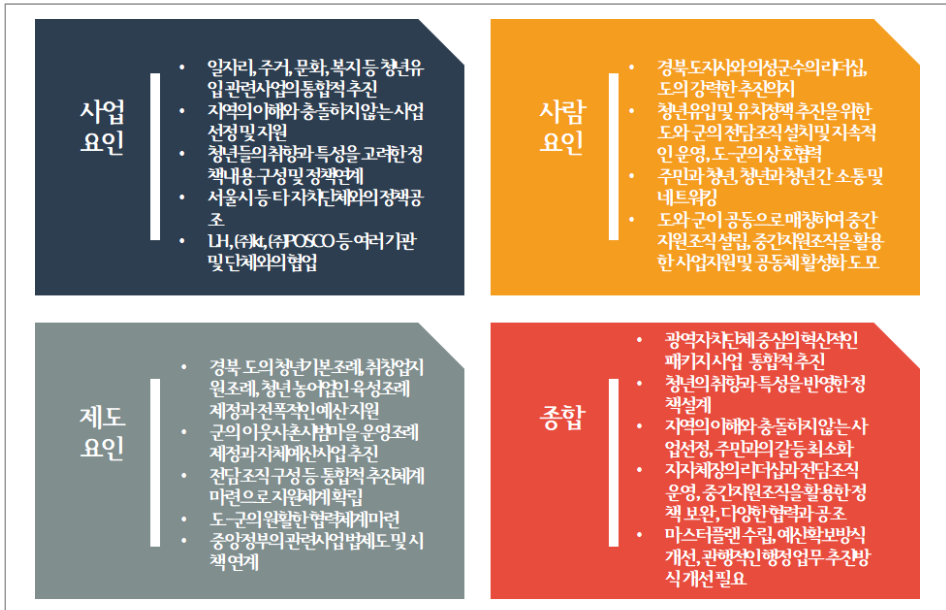 사업
요인
• 일자리, 주거, 문화, 복지 등 청년유
입 관련사업의 통합적 추진
• 지역의 이해와 충돌하지 않는 사업
선정 및 지원
• 청년들의 취향과 특성을 고려한 정
책내용 구성 및 정책연계
• 서울시 등 타 자치단체와의 정책공
조
• LH, (주)kt, (주)POSCO 등 여러 기관
및 단체와의 협업
사람
요인
• 경북 도지사와 의성군수의 리더십,
도의 강력한 추진의지
• 청년유입 및 유치정책 추진을 위한
도와 군의 전담조직 설치 및 지속적
인 운영, 도-군의 상호협력
• 주민과 청년, 청년과 청년 간 소통 및
네트워킹
• 도와 군이 공동으로 매칭하여 중간
지원조직 설립, 중간지원조직을 활용
한 사업지원 및 공동체 활성화 도모
제도
요인
• 경북 도의 청년기본조례, 취창업지
원조례, 청년 농어업인 육성조례
제정과 전폭적인 예산 지원
• 군의 이웃사촌시범마을 운영조례
제정과 자체예산사업 추진
• 전담조직 구성 등 통합적 추진체계
마련으로 지원체계 확립
• 도-군의 원활한 협력체계 마련
• 중앙정부의 관련사업 법제도 및 시
책 연계
종합
• 광역자치단체 중심의 혁신적인
패키지 사업 통합적 추진
• 청년의 취향과 특성을 반영한 정
책설계
• 지역의 이해와 충돌하지 않는 사
업선정, 주민과의 갈등 최소화
• 지자체장의 리더십과 전담조직
운영, 중간지원조직을 활용한 정
책 보완, 다양한 협력과 공조
• 마스터플랜 수립, 예산확보방식
개선, 관행적인 행정업무 추진방
식 개선 필요